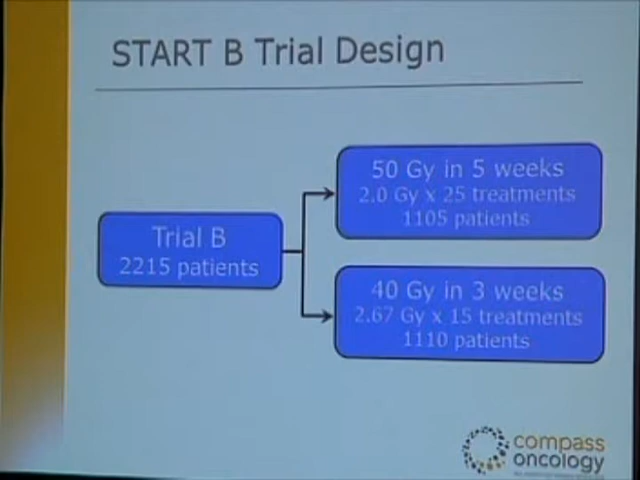 START B Trial Design
50 Gy in 5 weeks
2.0 Gy x 25 treatments
1105 patients
Trial B
2215 patients
40 Gy in 3 weeks
2.67 Gy x 15 treatments
1110 patients
compass
oncology